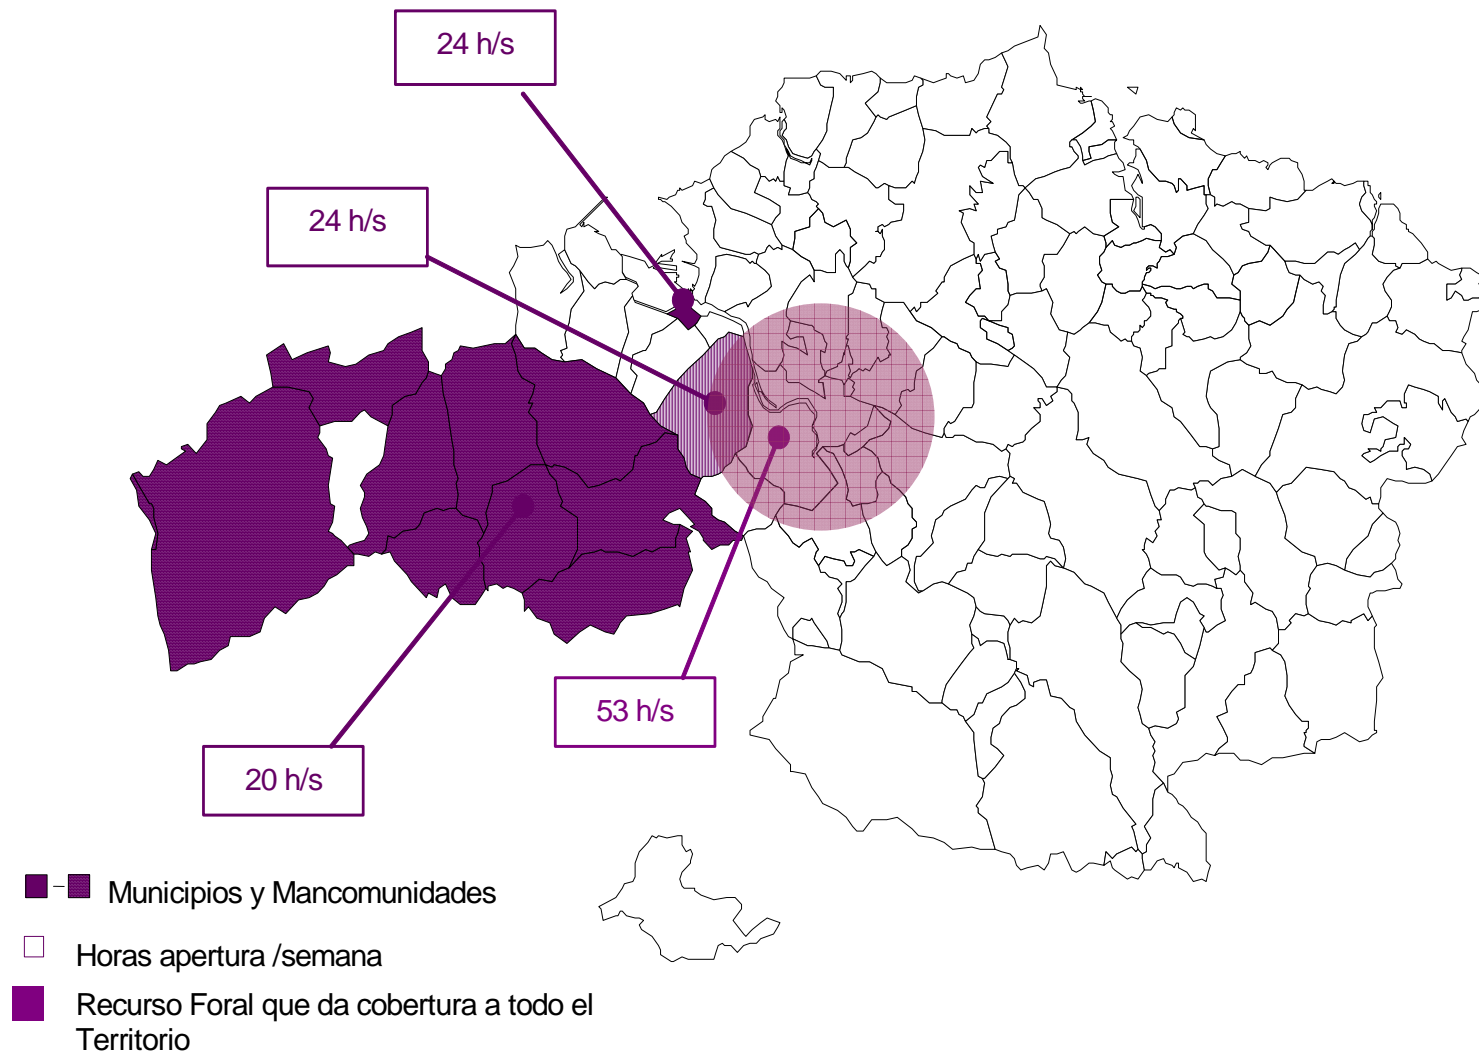 24 h/s
24 h/s
53 h/s
20 h/s
Municipios y Mancomunidades
Horas apertura /semana
Recurso Foral que da cobertura a todo el
Territorio